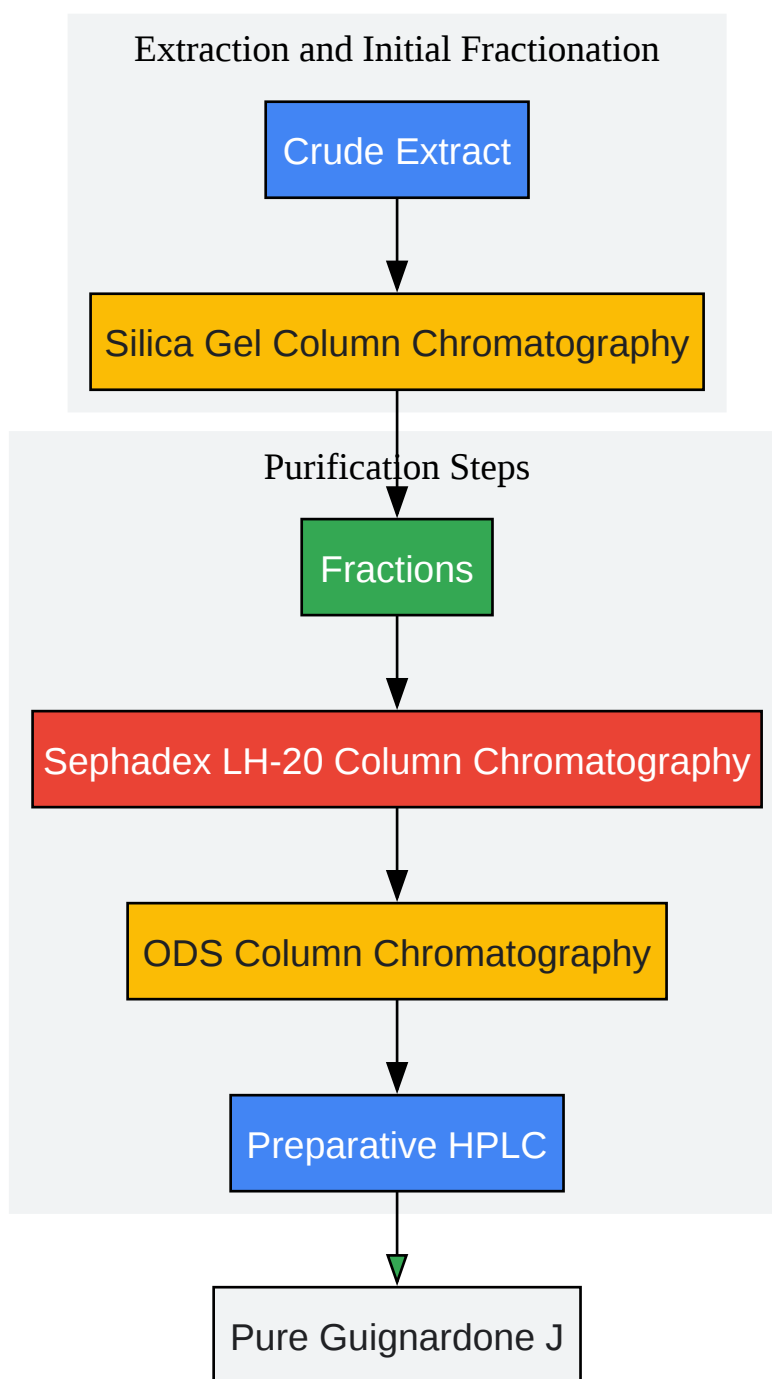 Extraction and Initial Fractionation
Crude Extract
Silica Gel Column Chromatography
Purification Steps
Fractions
Sephadex LH-20 Column Chromatography
ODS Column Chromatography
Preparative HPLC
Pure Guignardone J